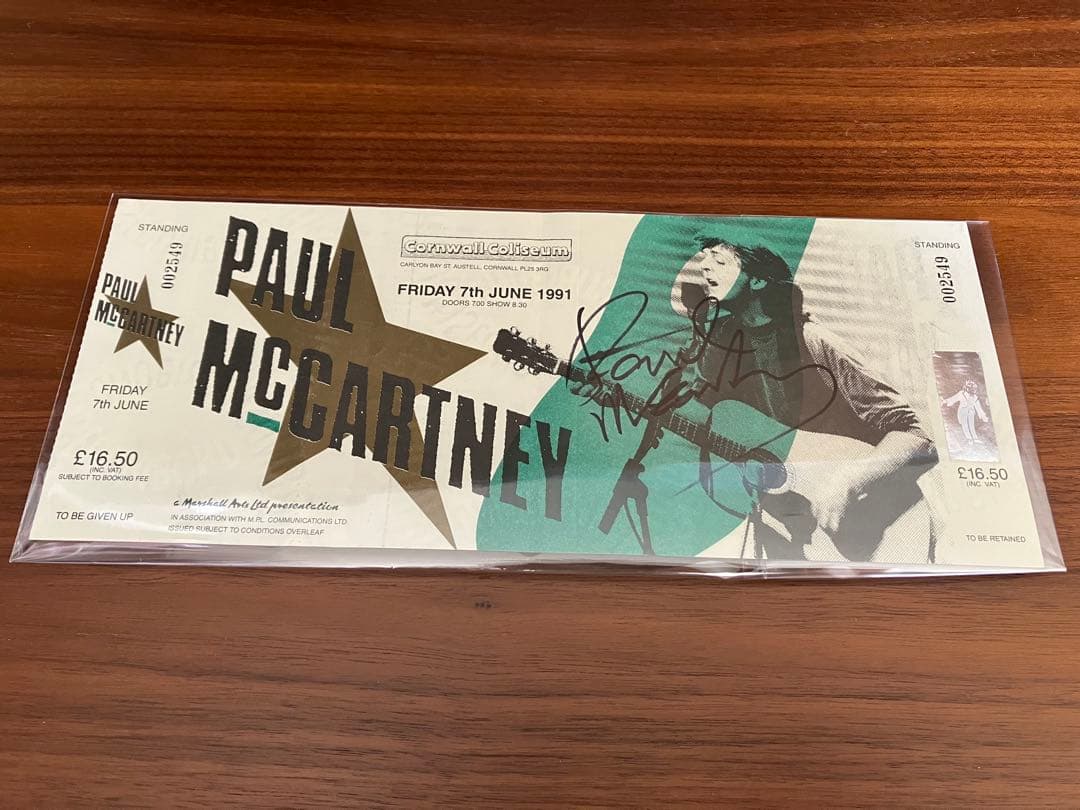 STANDING
002549
PAUL
McCARTNEY
FRIDAY
7th JUNE
£16.50
(INC. VAT)
SUBJECT TO BOOKING FEE
TO BE GIVEN UP
PAUL
McCARTNEY
a Marshall Arts Ltd presentation
IN ASSOCIATION WITH M.P.L. COMMUNICATIONS LTD
ISSUED SUBJECT TO CONDITIONS OVERLEAF
Cornwall Coliseum
CARLYON BAY ST. AUSTELL, CORNWALL PL25 3RG
FRIDAY 7th JUNE 1991
DOORS 7.00 SHOW 8.30
Paul
McCartney
STANDING
002549
£16.50
(INC. VAT)
TO BE RETAINED